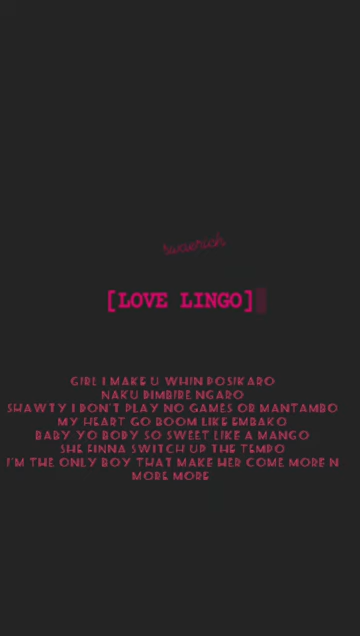 rwaerich
[LOVE LINGO]
GIRL I MAKE U WHIN POSIKARO
NAKU BIMBIRE NGARO
SHAWTY I DON'T PLAY NO GAMES OR MANTAMBO
MY HEART GO BOOM LIKE EMBAKO
BABY YO BODY SO SWEET LIKE A MANGO
SHE FINNA SWITCH UP THE TEMPO
I'M THE ONLY BOY THAT MAKE HER COME MORE N
MORE MORE